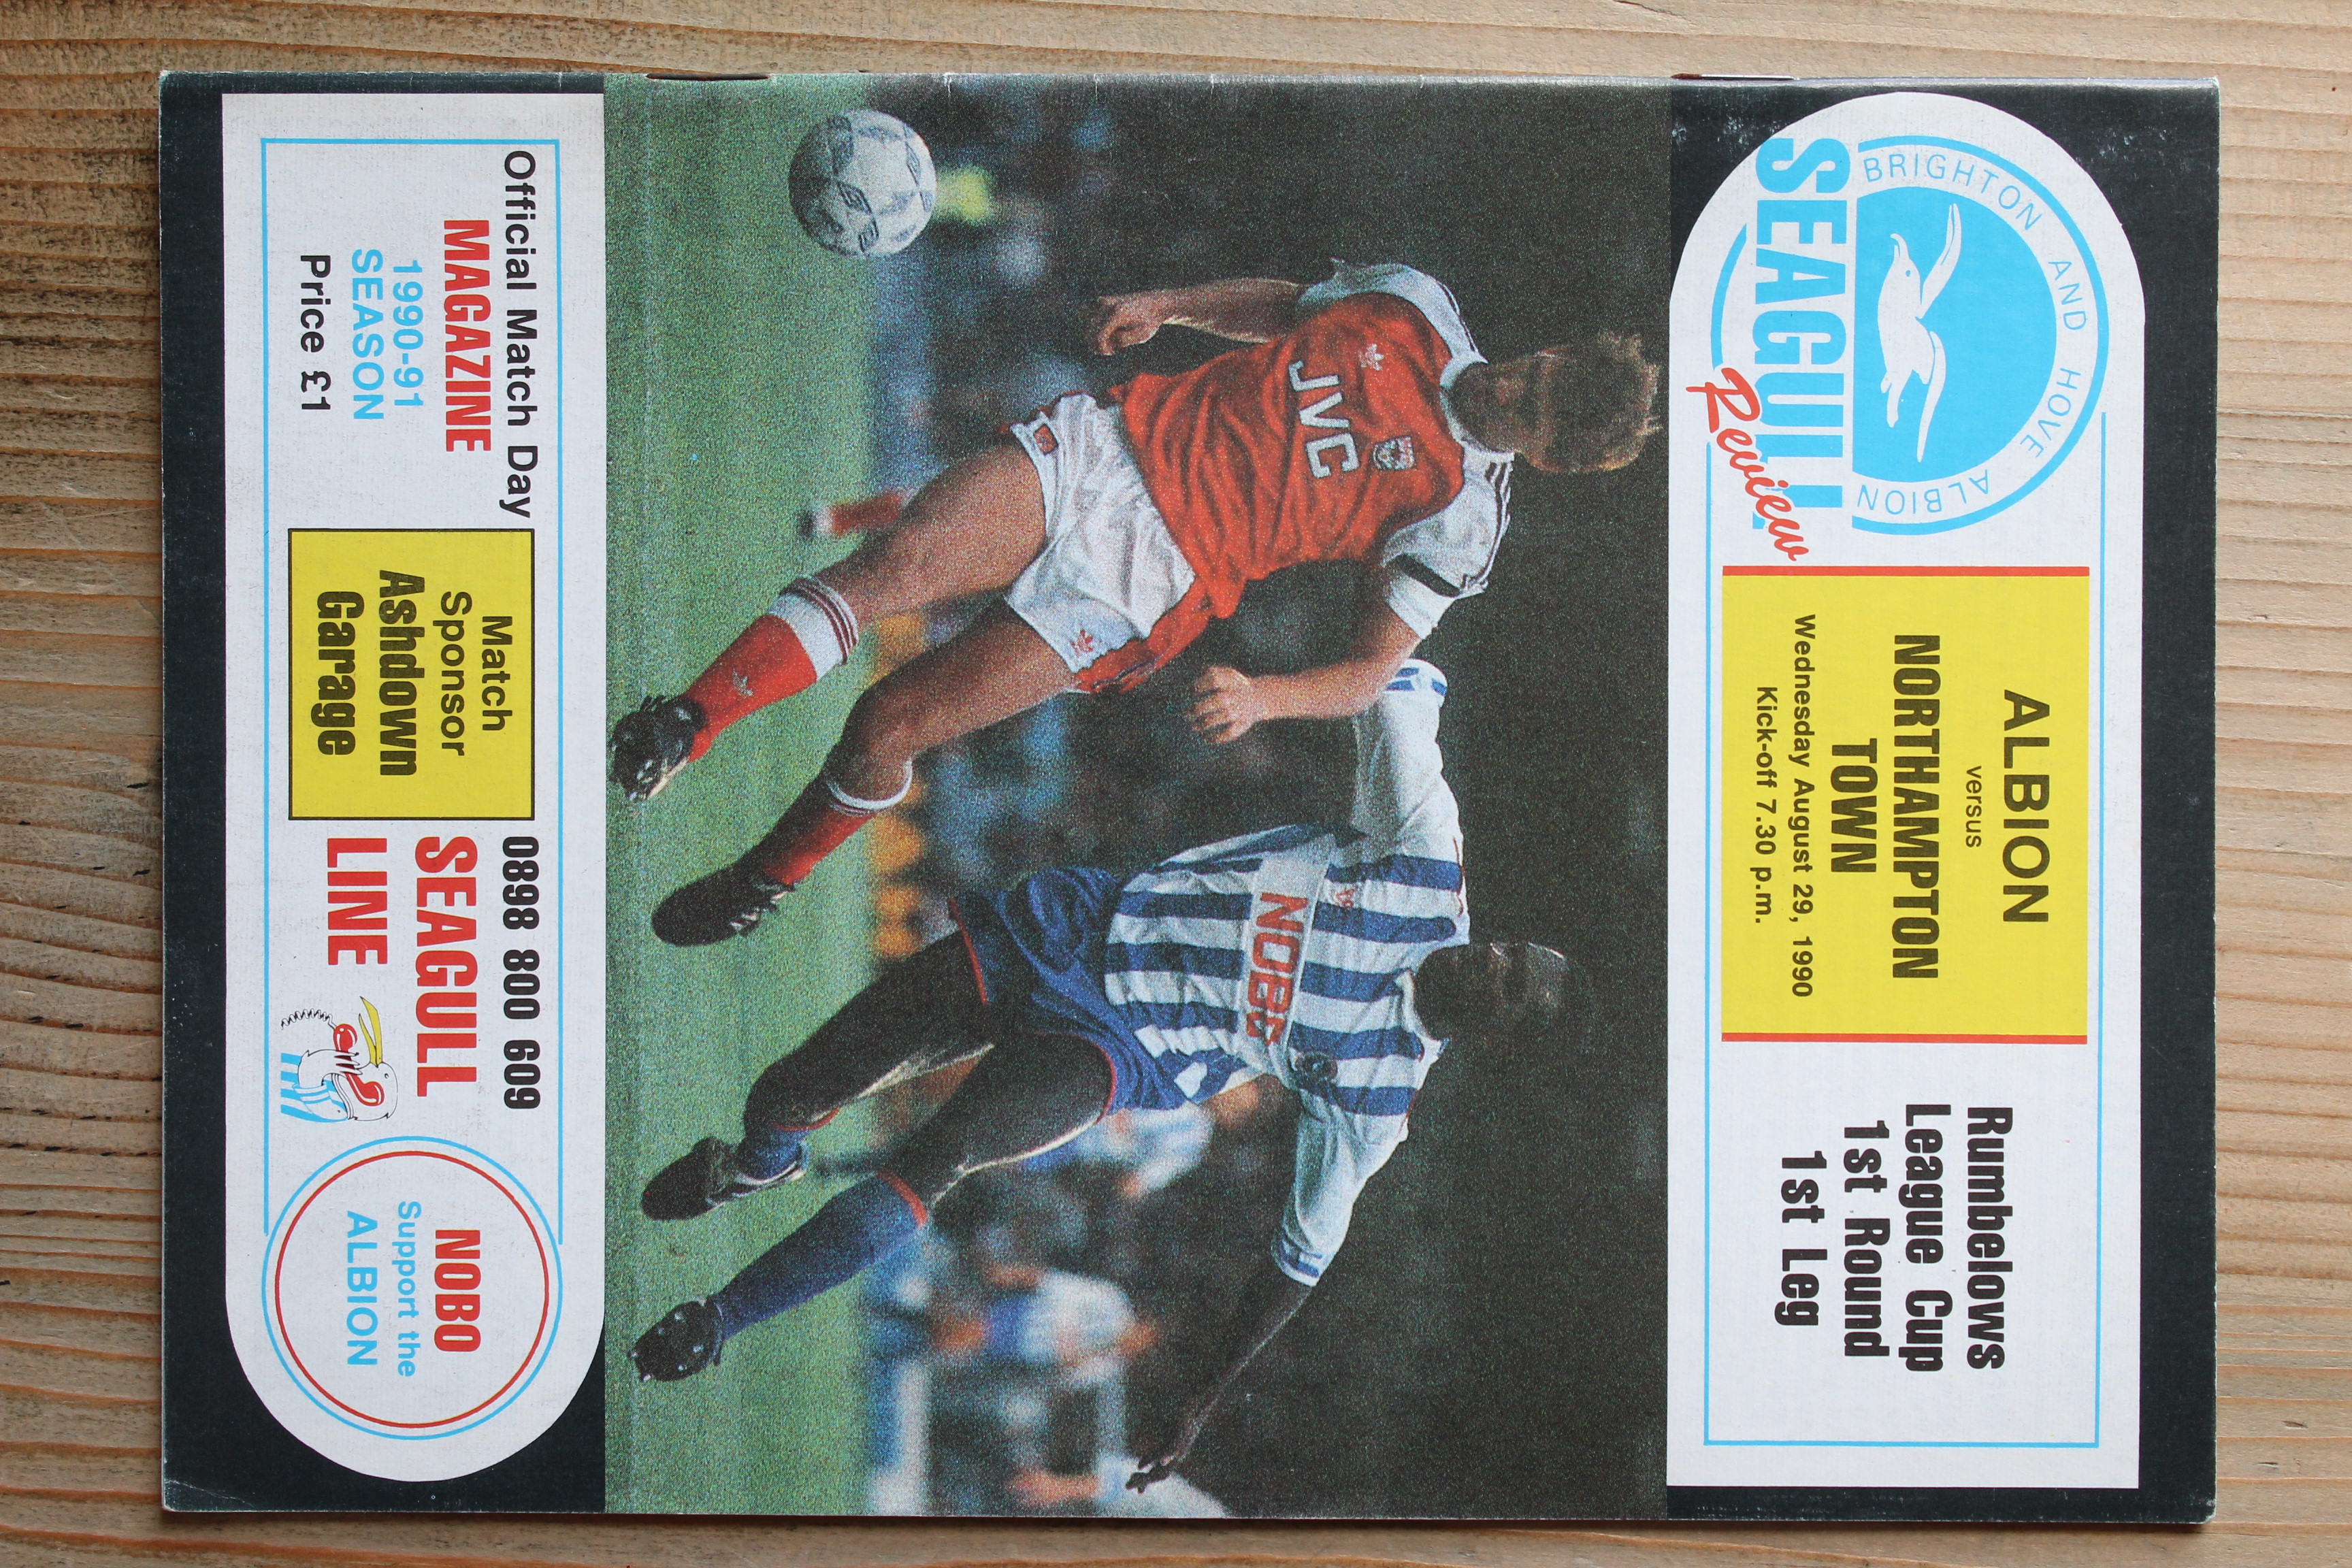 BRIGHTON AND HOVE ALBION
SEAGULL
Review
ALBION
versus
NORTHAMPTON
TOWN
Wednesday August 29, 1990
Kick-off 7.30 p.m.
Rumbelows
League Cup
1st Round
1st Leg
JVC
NOBO
Official Match Day
MAGAZINE
1990-91
SEASON
Price £1
Match
Sponsor
Ashdown
Garage
0898 800 609
SEAGULL
LINE
NOBO
Support the
ALBION